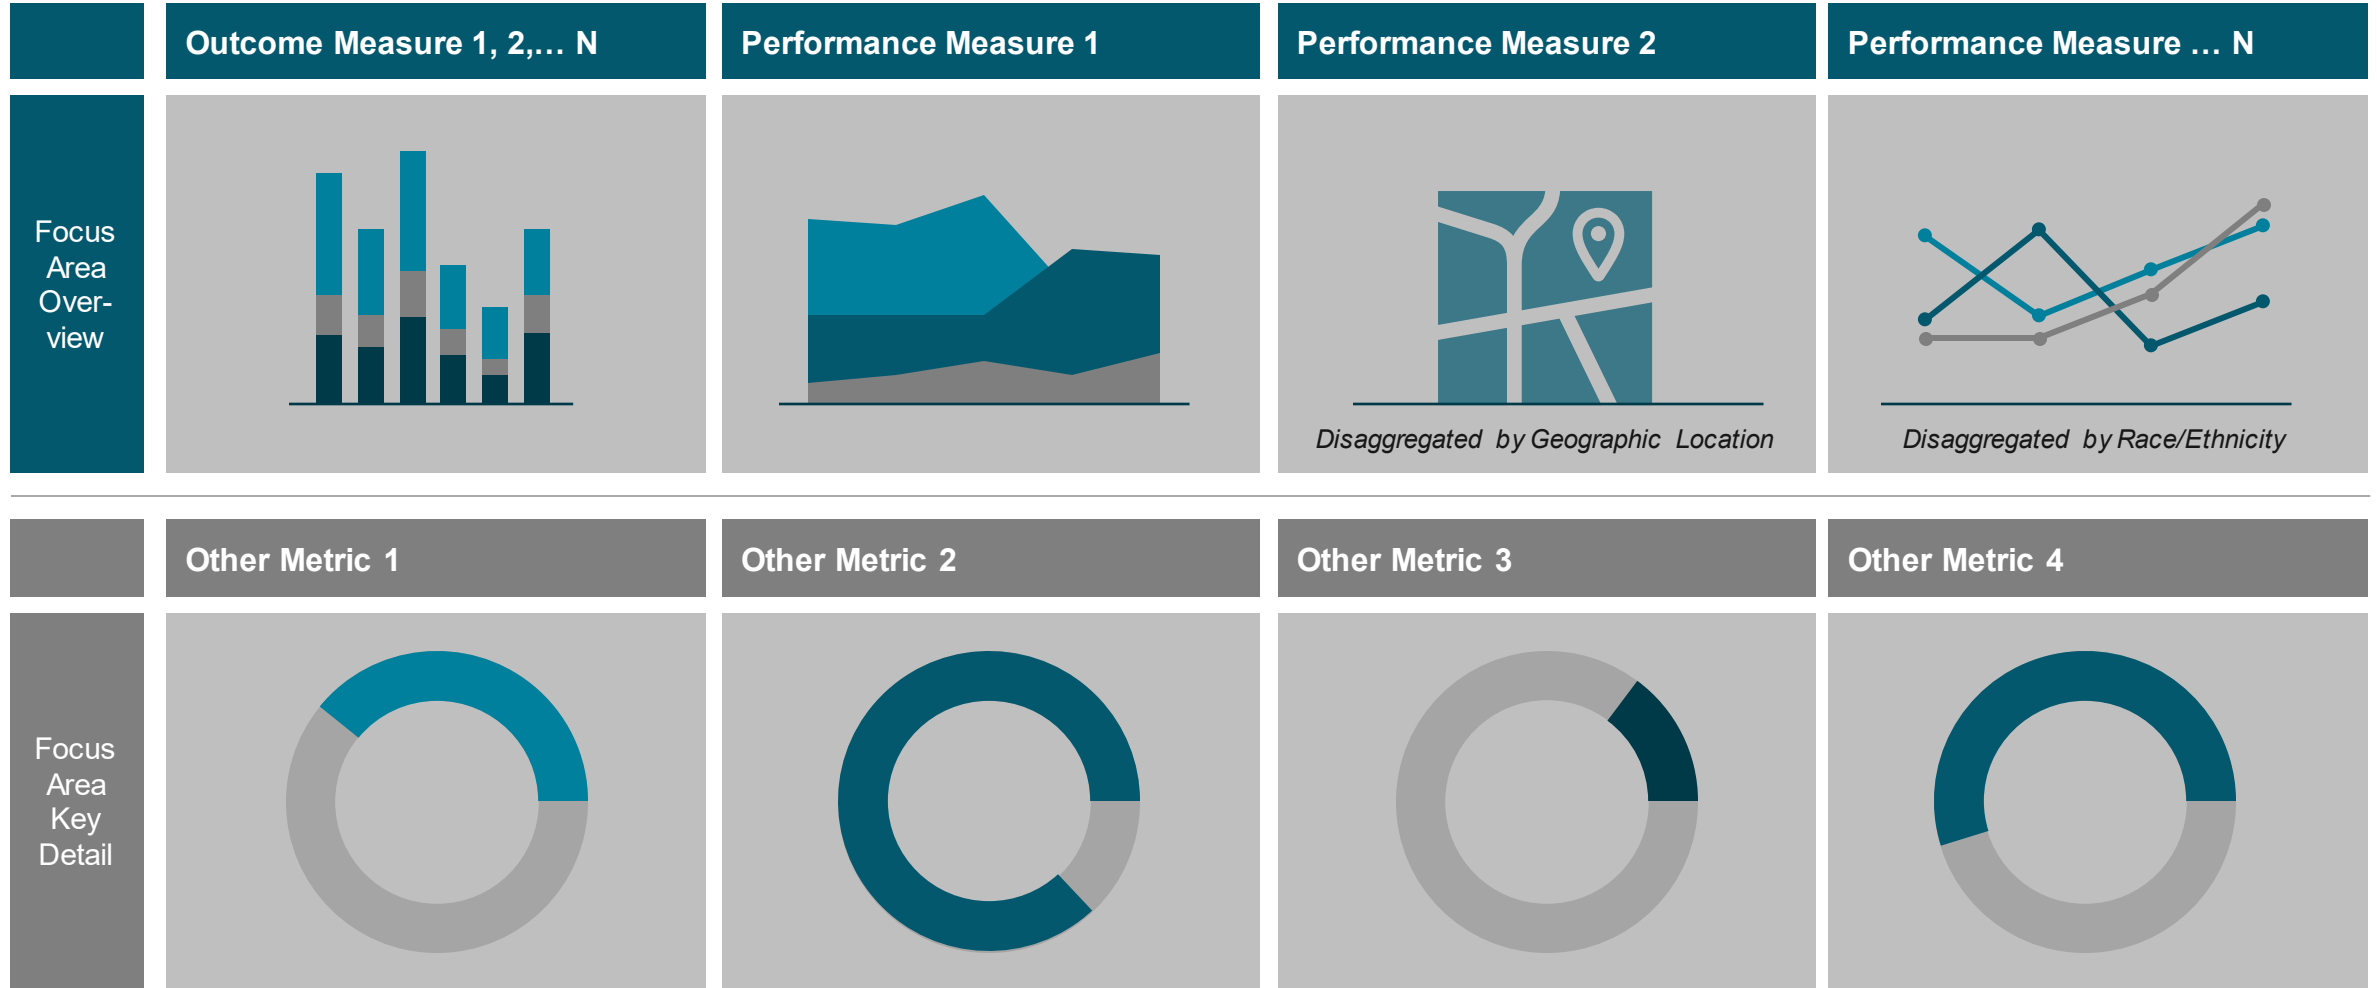 Outcome Measure 1, 2,… N
Performance Measure 1
Performance Measure 2
Performance Measure … N
Focus
Area
Over-
view
Disaggregated by Geographic Location
Disaggregated by Race/Ethnicity
Other Metric 1
Other Metric 2
Other Metric 3
Other Metric 4
Focus
Area
Key
Detail